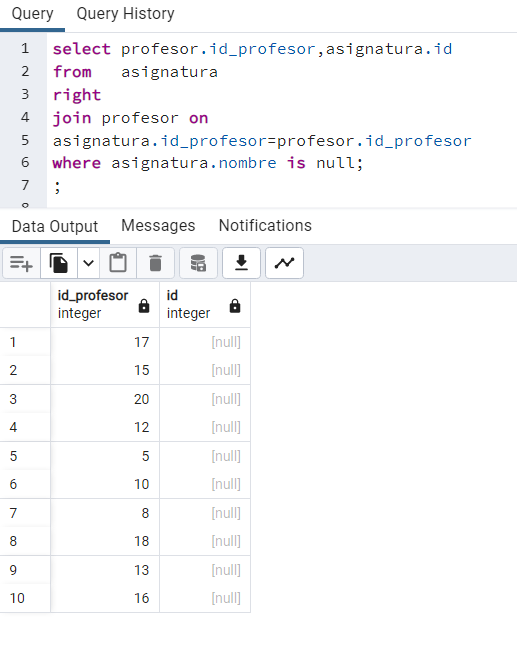 Query Query History
1 select profesor.id_profesor,asignatura.id
2 from   asignatura
3 right
4 join profesor on
5 asignatura.id_profesor=profesor.id_profesor
6 where asignatura.nombre is null;
7 ;
8
Data Output Messages Notifications
id_profesor id
integer integer
1 17 [null]
2 15 [null]
3 20 [null]
4 12 [null]
5 5 [null]
6 10 [null]
7 8 [null]
8 18 [null]
9 13 [null]
10 16 [null]